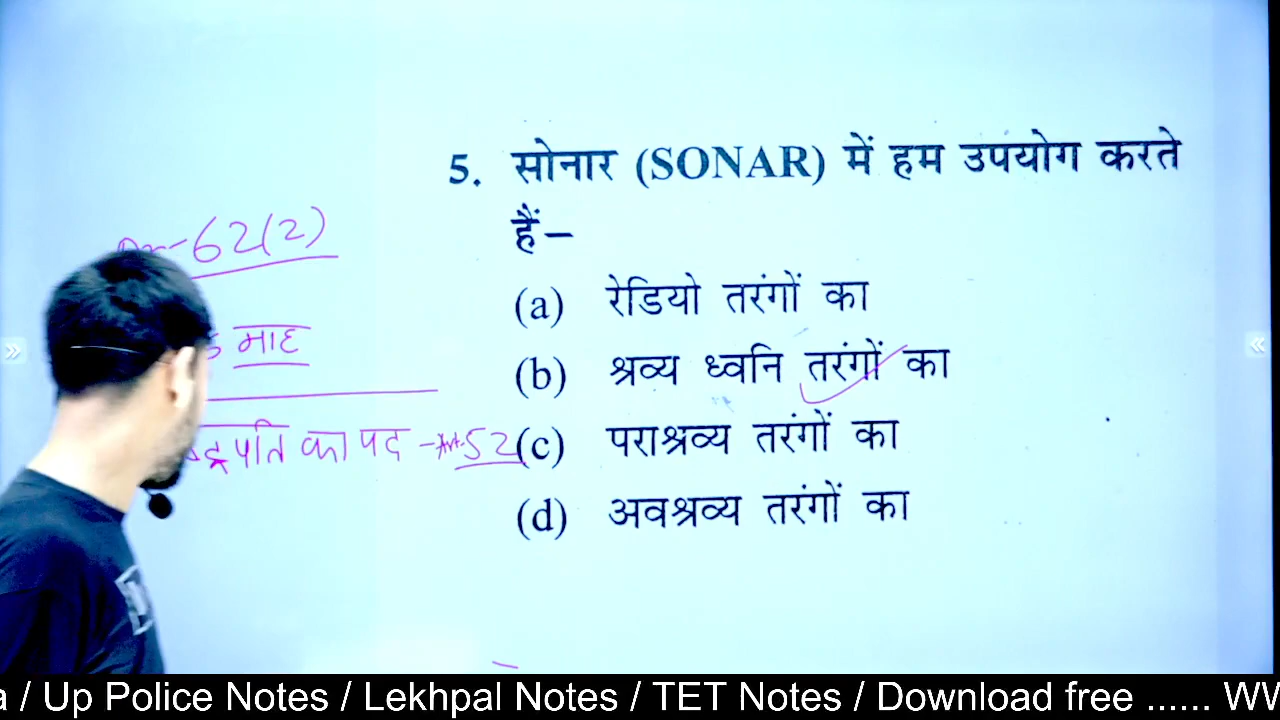 5. सोनार (SONAR) में हम उपयोग करते
हैं–
(a) रेडियो तरंगों का
(b) श्रव्य ध्वनि तरंगों का
(c) पराश्रव्य तरंगों का
(d) अवश्रव्य तरंगों का
62(2)
माह
का पद - Art. 52
/ Up Police Notes / Lekhpal Notes / TET Notes / Download free ......